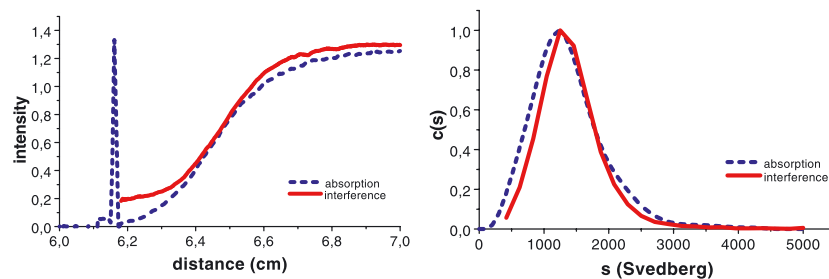 1,4
1,2
1,0
0,8
0,6
0,4
0,2
0,0
intensity
6,0 6,2 6,4 6,6 6,8 7,0
distance (cm)
absorption
interference
1,0
0,8
0,6
0,4
0,2
0,0
c(s)
0 1000 2000 3000 4000 5000
s (Svedberg)
absorption
interference